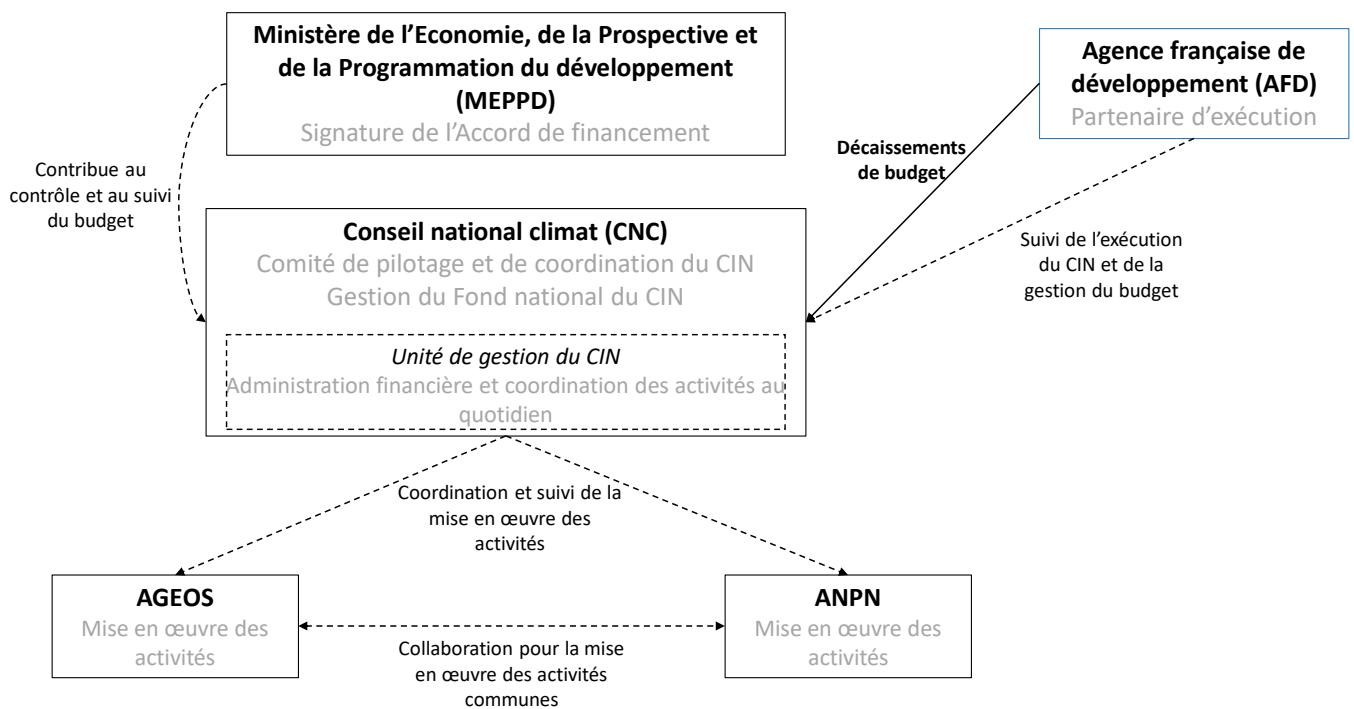 Ministère de l’Economie, de la Prospective et
de la Programmation du développement
(MEPPD)
Signature de l’Accord de financement
Agence française de
développement (AFD)
Partenaire d’exécution
Contribue au
contrôle et au suivi
du budget
Décaissements
de budget
Suivi de l’exécution
du CIN et de la
gestion du budget
Conseil national climat (CNC)
Comité de pilotage et de coordination du CIN
Gestion du Fond national du CIN
Unité de gestion du CIN
Administration financière et coordination des activités au
quotidien
Coordination et suivi de la
mise en œuvre des
activités
AGEOS
Mise en œuvre des
activités
ANPN
Mise en œuvre des
activités
Collaboration pour la mise
en œuvre des activités
communes